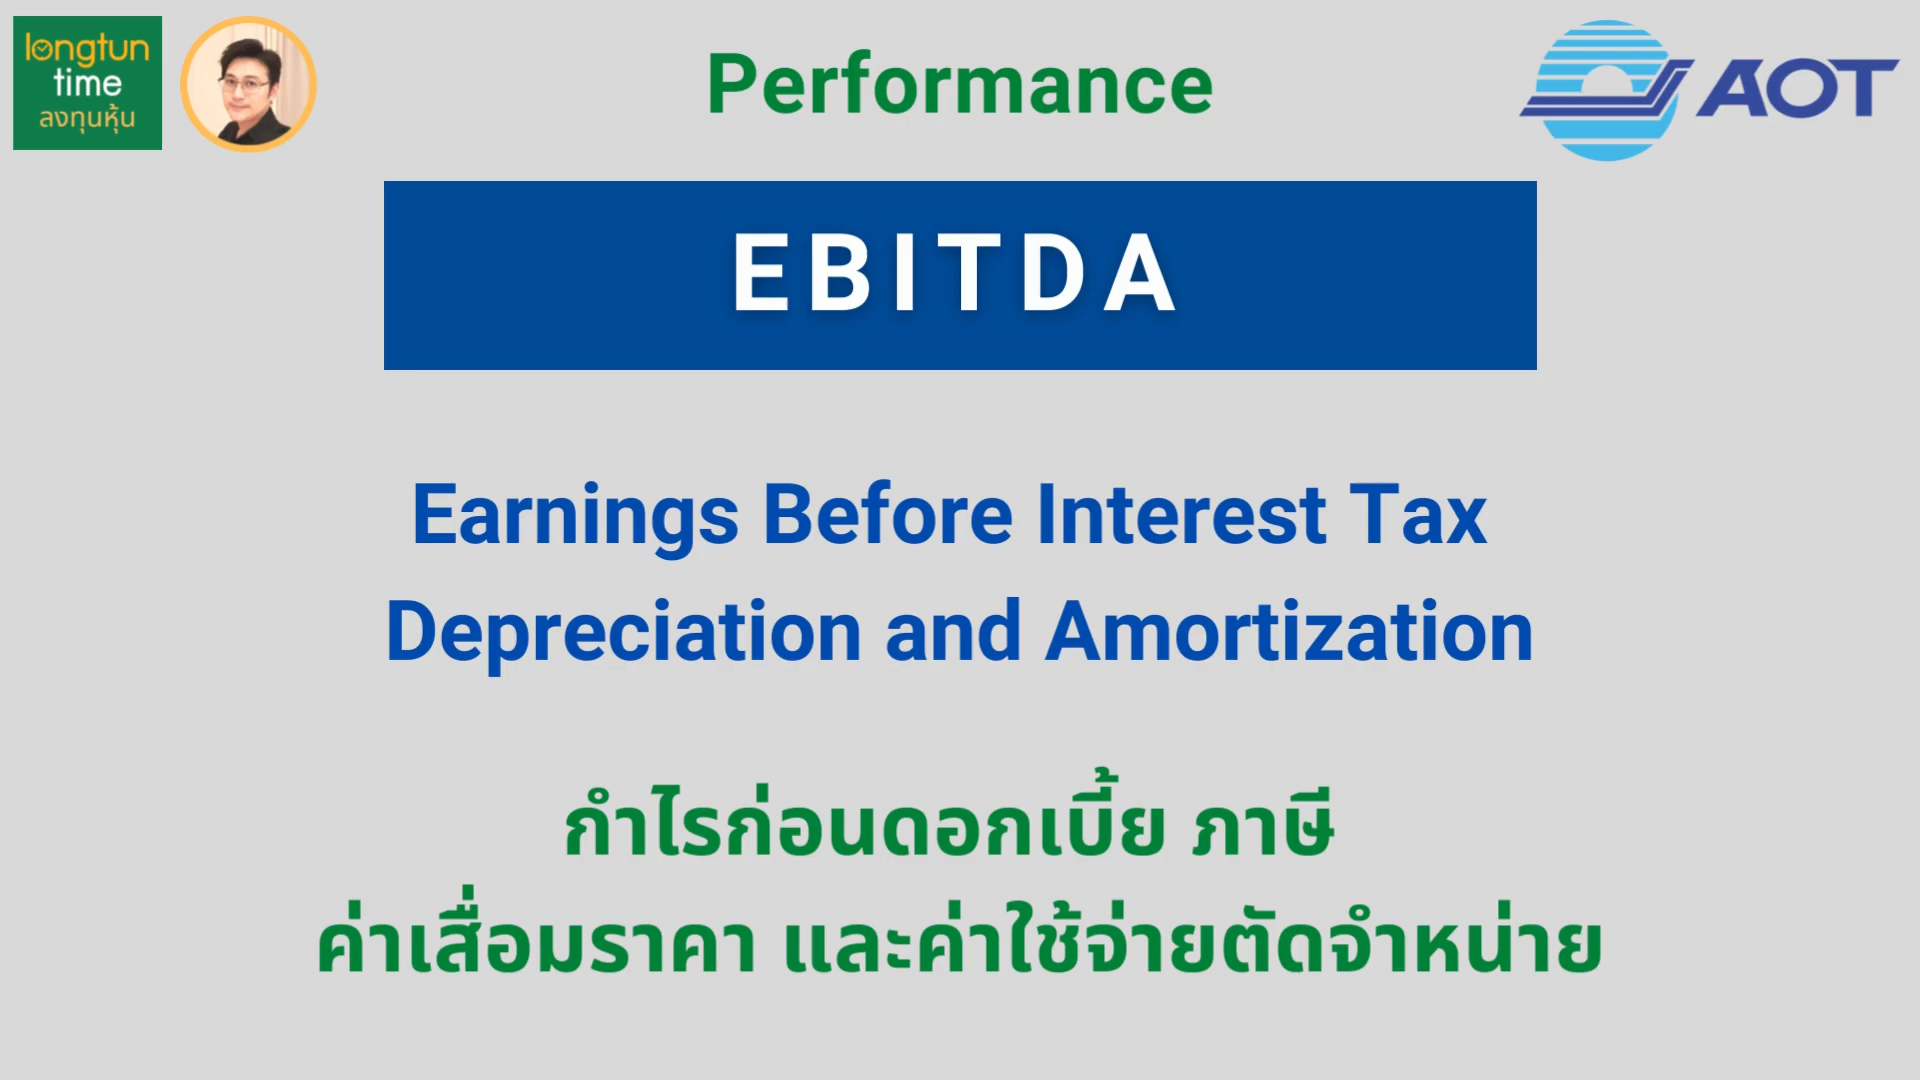 longtun
time
ลงทุนหุ้น
Performance
AOT
EBITDA
Earnings Before Interest Tax
Depreciation and Amortization
กำไรก่อนดอกเบี้ย ภาษี
ค่าเสื่อมราคา และค่าใช้จ่ายตัดจำหน่าย